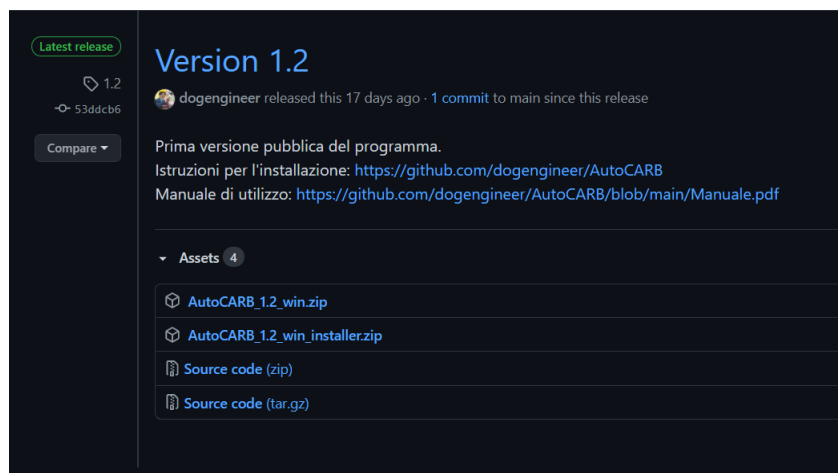 Latest release
1.2
53ddcb6
Compare
Version 1.2
dogengineer released this 17 days ago · 1 commit to main since this release
Prima versione pubblica del programma.
Istruzioni per l'installazione: https://github.com/dogengineer/AutoCARB
Manuale di utilizzo: https://github.com/dogengineer/AutoCARB/blob/main/Manuale.pdf
Assets 4
AutoCARB_1.2_win.zip
AutoCARB_1.2_win_installer.zip
Source code (zip)
Source code (tar.gz)